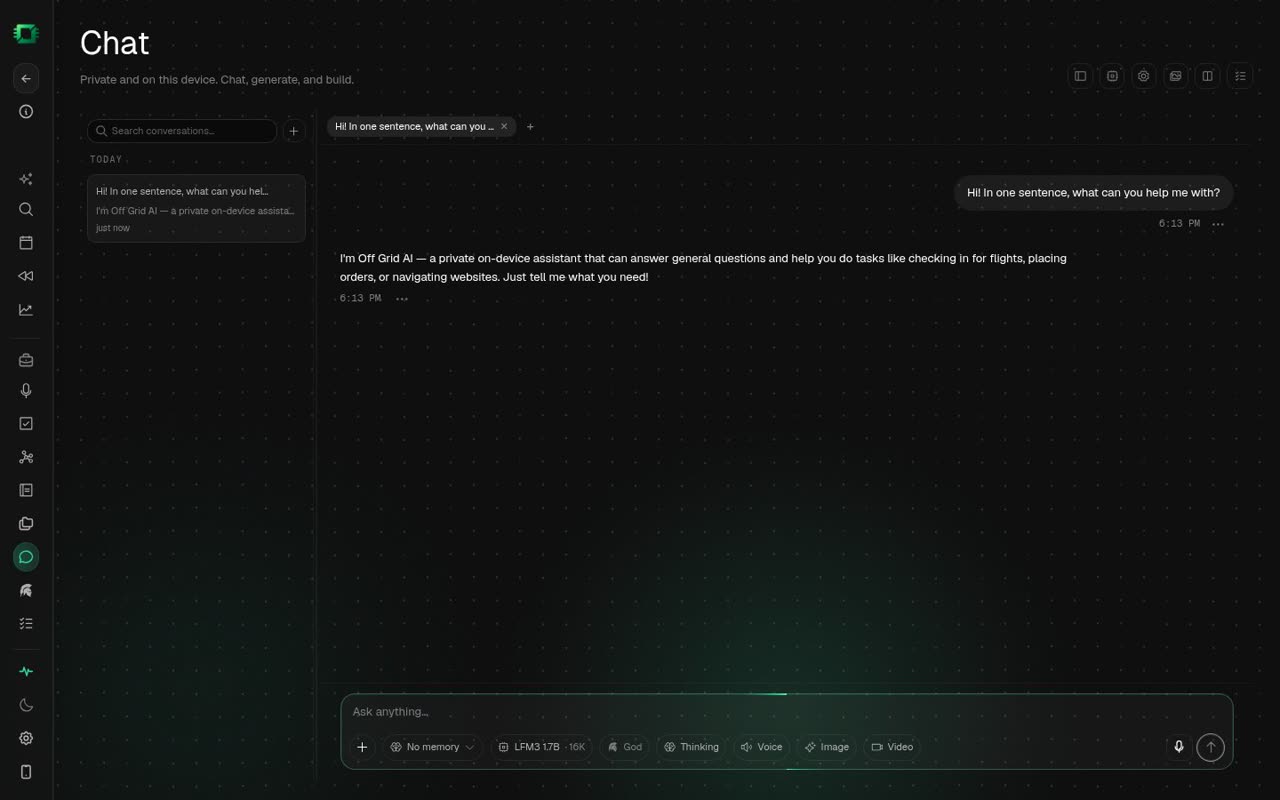 Chat
Private and on this device. Chat, generate, and build.
Search conversations...
TODAY
Hi! In one sentence, what can you hel...
I'm Off Grid AI — a private on-device assista...
just now
Hi! In one sentence, what can you ...
Hi! In one sentence, what can you help me with?
6:13 PM
I'm Off Grid AI — a private on-device assistant that can answer general questions and help you do tasks like checking in for flights, placing
orders, or navigating websites. Just tell me what you need!
6:13 PM
Ask anything...
No memory
LFM3 1.7B · 16K
God
Thinking
Voice
Image
Video